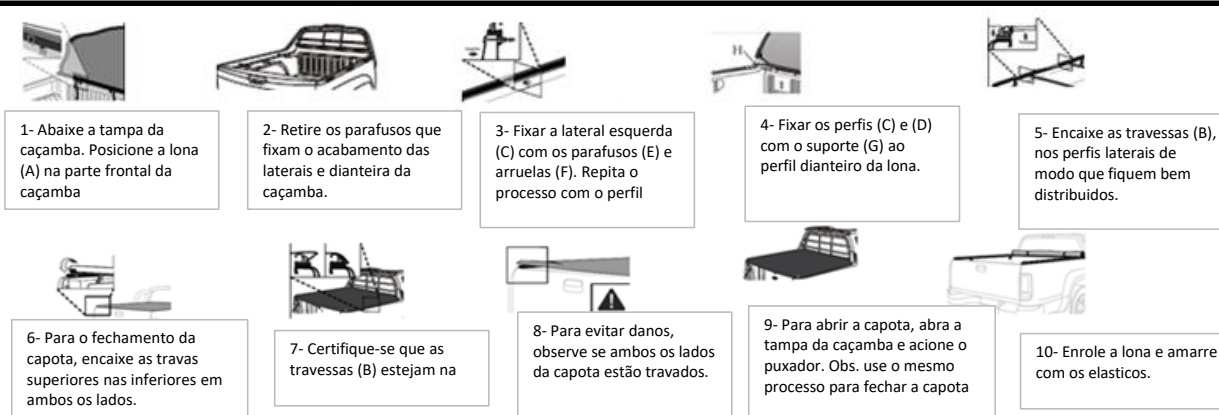 1- Abaixe a tampa da
caçamba. Posicione a lona
(A) na parte frontal da
caçamba
2- Retire os parafusos que
fixam o acabamento das
laterais e dianteira da
caçamba.
3- Fixar a lateral esquerda
(C) com os parafusos (E) e
arruelas (F). Repita o
processo com o perfil
H
4- Fixar os perfis (C) e (D)
com o suporte (G) ao
perfil dianteiro da lona.
5- Encaixe as travessas (B),
nos perfis laterais de
modo que fiquem bem
distribuidos.
6- Para o fechamento da
capota, encaixe as travas
superiores nas inferiores em
ambos os lados.
7- Certifique-se que as
travessas (B) estejam na
8- Para evitar danos,
observe se ambos os lados
da capota estão travados.
9- Para abrir a capota, abra a
tampa da caçamba e acione o
puxador. Obs. use o mesmo
processo para fechar a capota
10- Enrole a lona e amarre
com os elasticos.